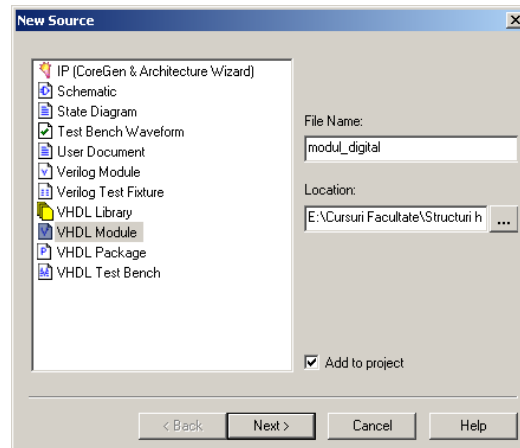 New Source
IP (CoreGen & Architecture Wizard)
Schematic
State Diagram
Test Bench Waveform
User Document
Verilog Module
Verilog Test Fixture
VHDL Library
VHDL Module
VHDL Package
VHDL Test Bench
File Name:
modul_digital
Location:
E:\Cursuri Facultate\Structuri h
...
Add to project
< Back
Next >
Cancel
Help